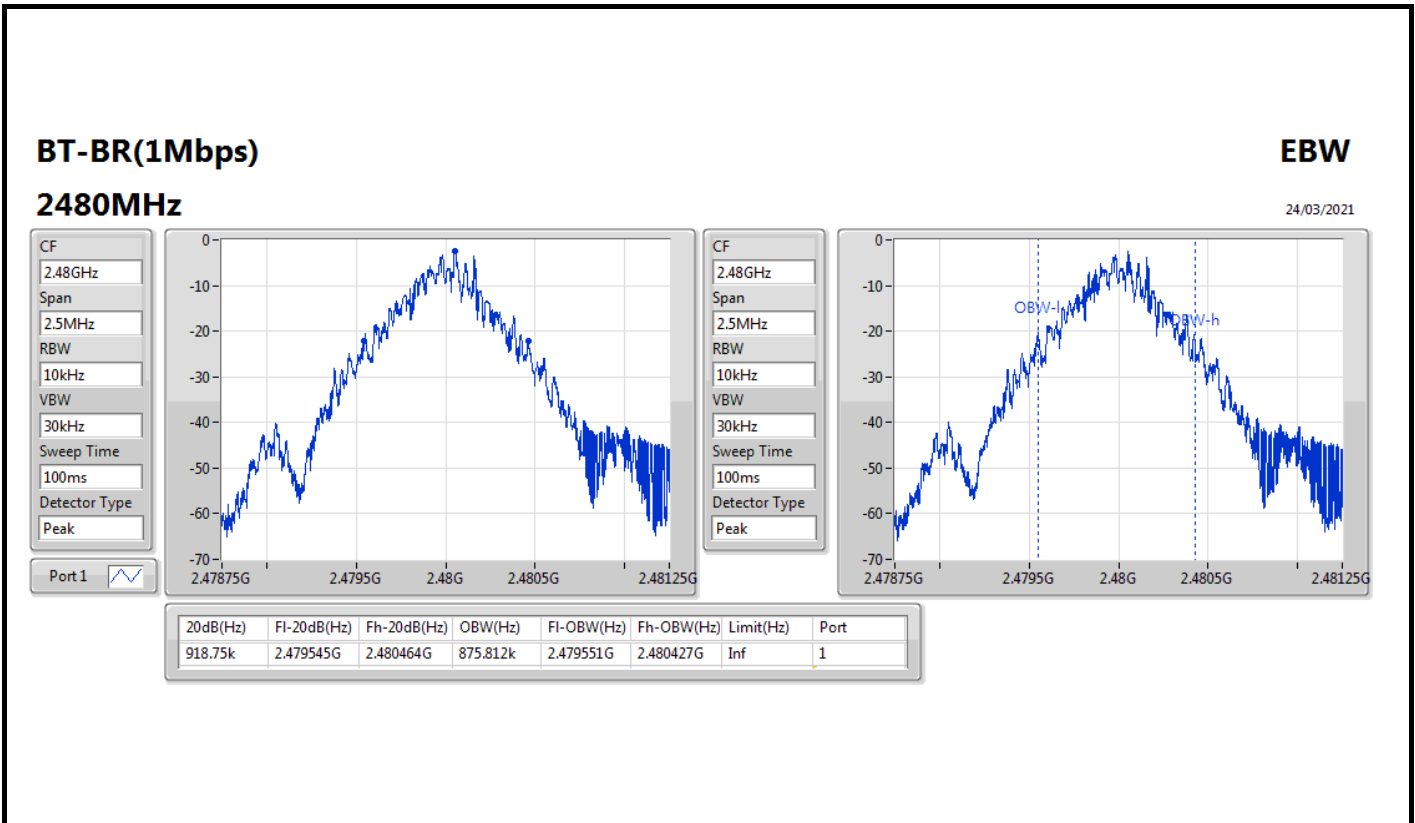 BT-BR(1Mbps)
EBW
2480MHz
24/03/2021
CF
2.48GHz
Span
2.5MHz
RBW
10kHz
VBW
30kHz
Sweep Time
100ms
Detector Type
Peak
Port 1
0
-10
-20
-30
-40
-50
-60
-70
2.47875G 2.4795G 2.48G 2.4805G 2.48125G
CF
2.48GHz
Span
2.5MHz
RBW
10kHz
VBW
30kHz
Sweep Time
100ms
Detector Type
Peak
0
-10
-20
-30
-40
-50
-60
-70
OBW-l
OBW-h
2.47875G 2.4795G 2.48G 2.4805G 2.48125G
20dB(Hz) Fl-20dB(Hz) Fh-20dB(Hz) OBW(Hz) Fl-OBW(Hz) Fh-OBW(Hz) Limit(Hz) Port
918.75k 2.479545G 2.480464G 875.812k 2.479551G 2.480427G Inf 1